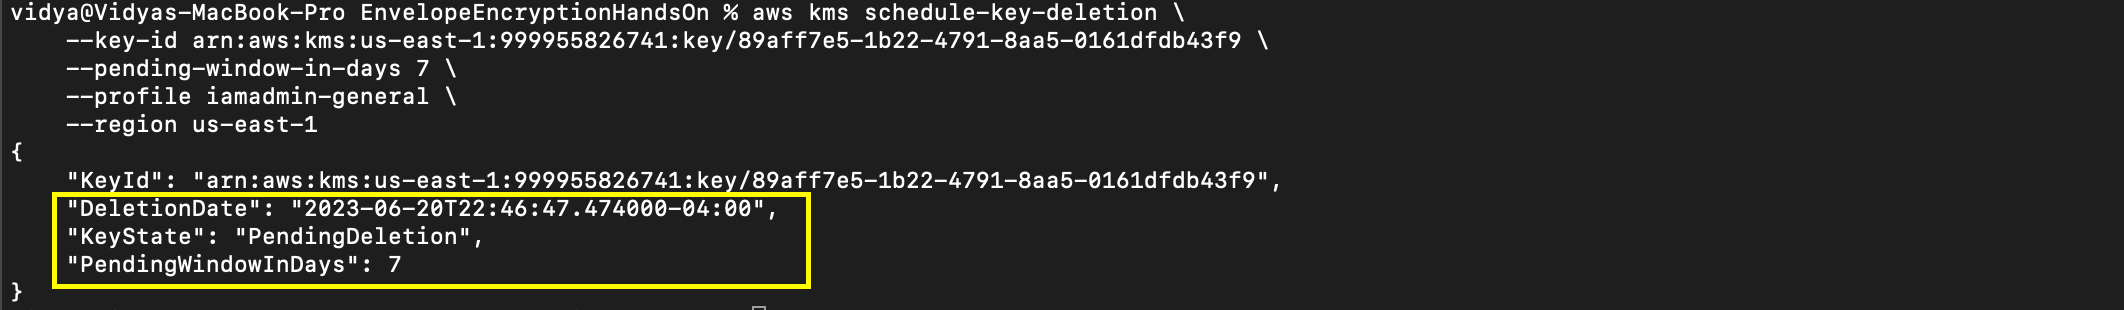 vidya@Vidyas-MacBook-Pro EnvelopeEncryptionHandsOn % aws kms schedule-key-deletion \
    --key-id arn:aws:kms:us-east-1:999955826741:key/89aff7e5-1b22-4791-8aa5-0161dfdb43f9 \
    --pending-window-in-days 7 \
    --profile iamadmin-general \
    --region us-east-1
{
    "KeyId": "arn:aws:kms:us-east-1:999955826741:key/89aff7e5-1b22-4791-8aa5-0161dfdb43f9",
    "DeletionDate": "2023-06-20T22:46:47.474000-04:00",
    "KeyState": "PendingDeletion",
    "PendingWindowInDays": 7
}